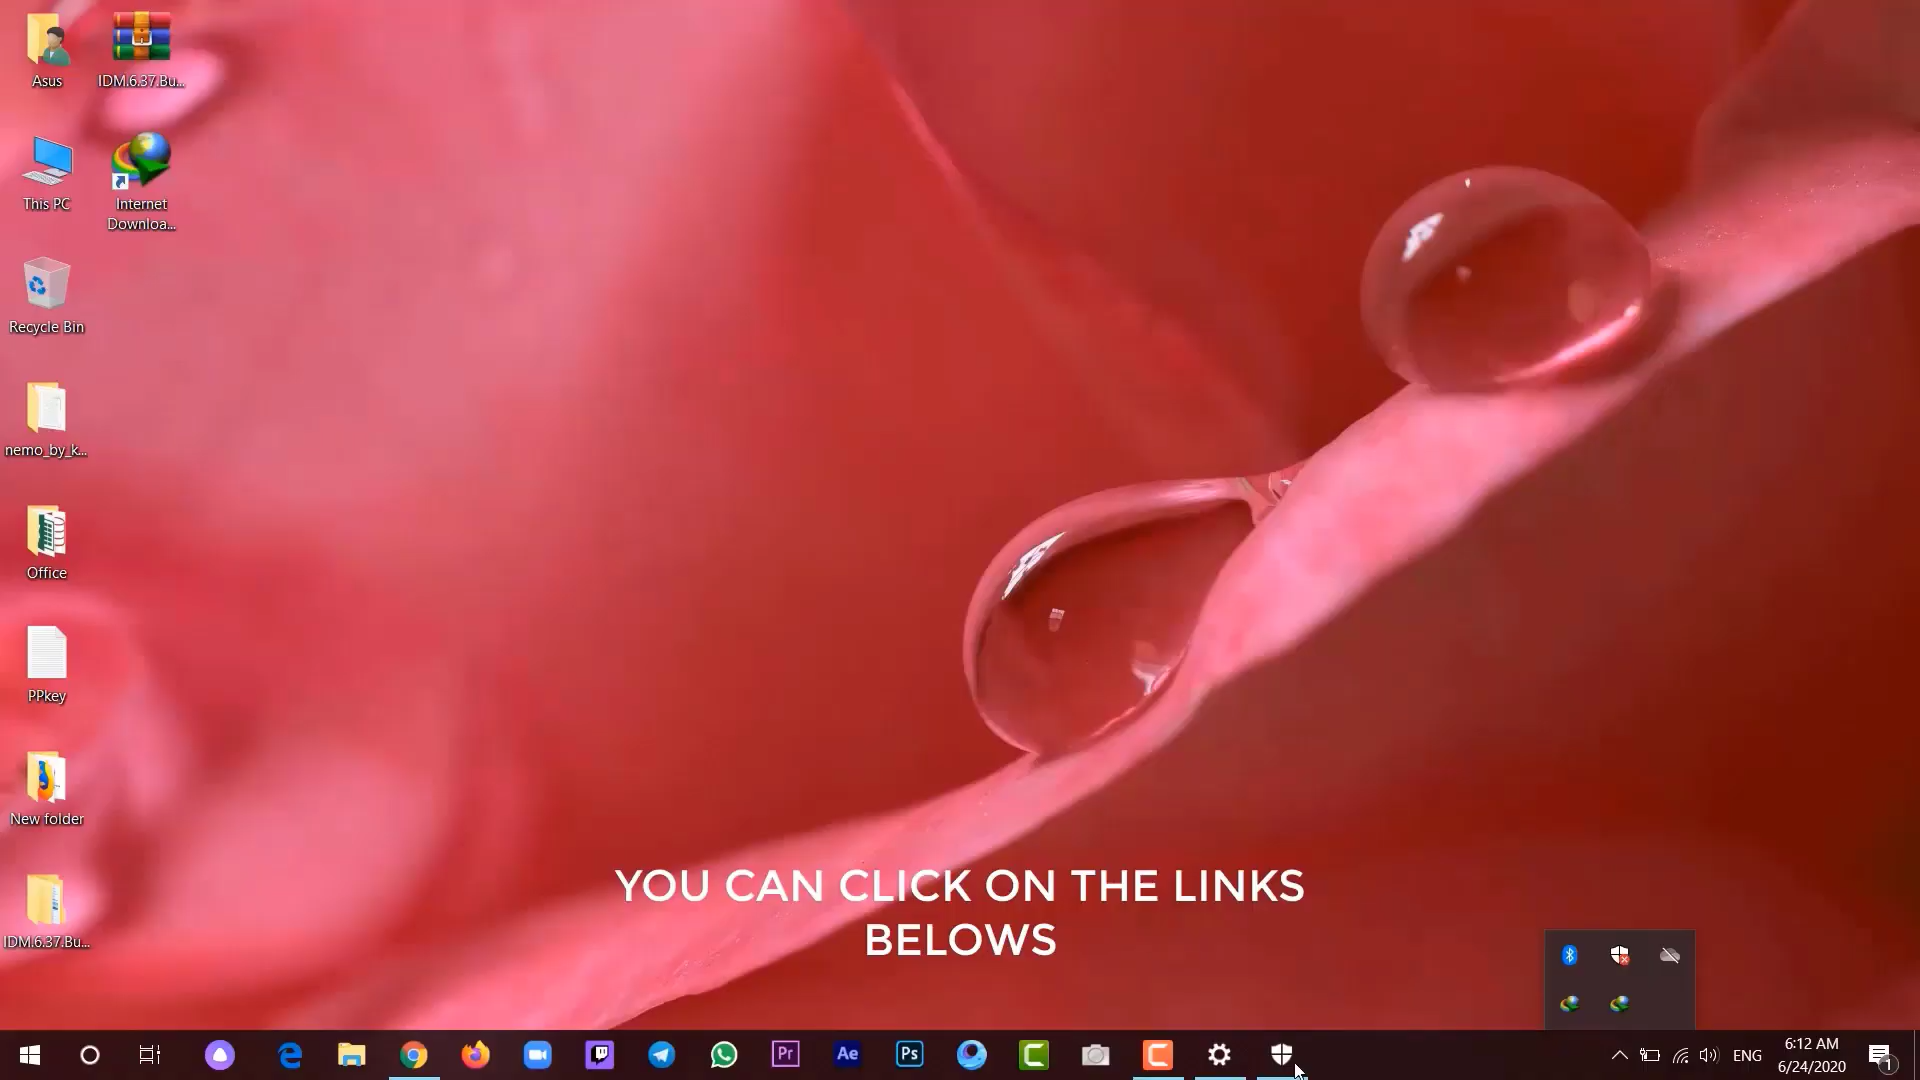 Asus
IDM.6.37.Bu...
This PC
Internet
Downloa...
Recycle Bin
nemo_by_k...
Office
PPkey
New folder
IDM.6.37.Bu...
YOU CAN CLICK ON THE LINKS
BELOWS
Pr
Ae
Ps
ENG
6:12 AM
6/24/2020
1